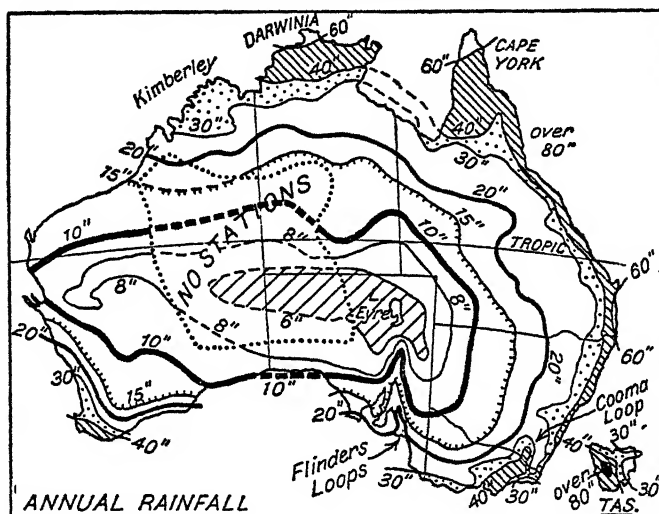 DARWINIA
60"
40"
Kimberley
30"
60"
CAPE
YORK
40"
30"
over
80"
20"
15"
20"
15"
10"
NO STATIONS
8"
10"
TROPIC
8"
8"
6"
L.
Eyre
8"
60"
20"
10"
15"
30"
40"
10"
20"
60"
20"
Cooma
Loop
Flinders
Loops
30"
40"
40"
30"
30"
over
80"
30"
TAS.
ANNUAL RAINFALL